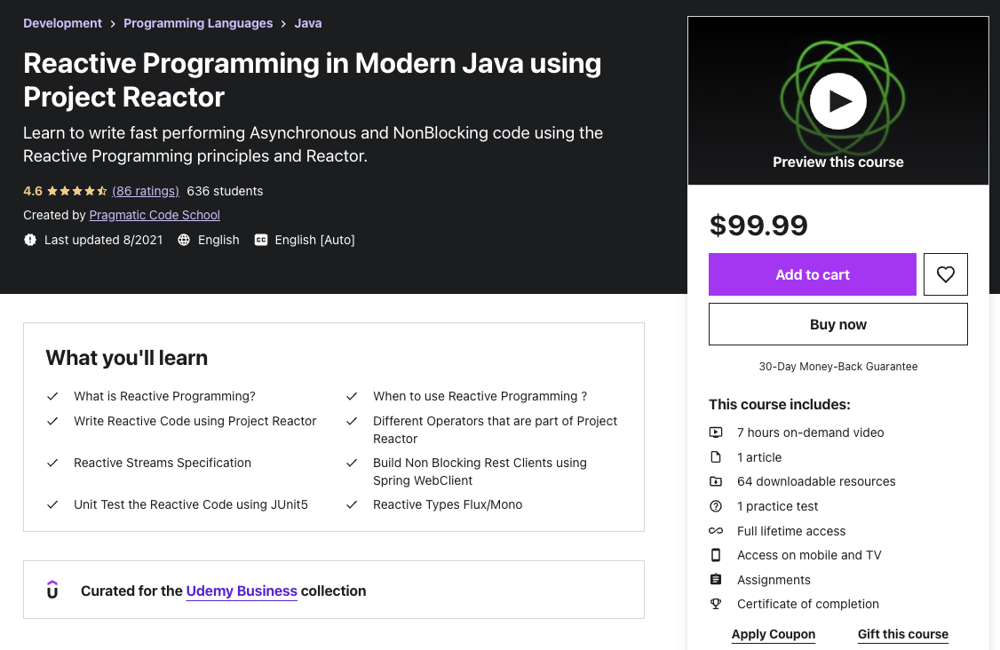 Development > Programming Languages > Java
Reactive Programming in Modern Java using
Project Reactor
Learn to write fast performing Asynchronous and NonBlocking code using the
Reactive Programming principles and Reactor.
4.6 (86 ratings) 636 students
Created by Pragmatic Code School
Last updated 8/2021 English CC English [Auto]
Preview this course
$99.99
Add to cart
Buy now
30-Day Money-Back Guarantee
This course includes:
7 hours on-demand video
1 article
64 downloadable resources
1 practice test
Full lifetime access
Access on mobile and TV
Assignments
Certificate of completion
Apply Coupon Gift this course
What you'll learn
What is Reactive Programming?
When to use Reactive Programming ?
Write Reactive Code using Project Reactor
Different Operators that are part of Project
Reactor
Reactive Streams Specification
Build Non Blocking Rest Clients using
Spring WebClient
Unit Test the Reactive Code using JUnit5
Reactive Types Flux/Mono
Curated for the Udemy Business collection